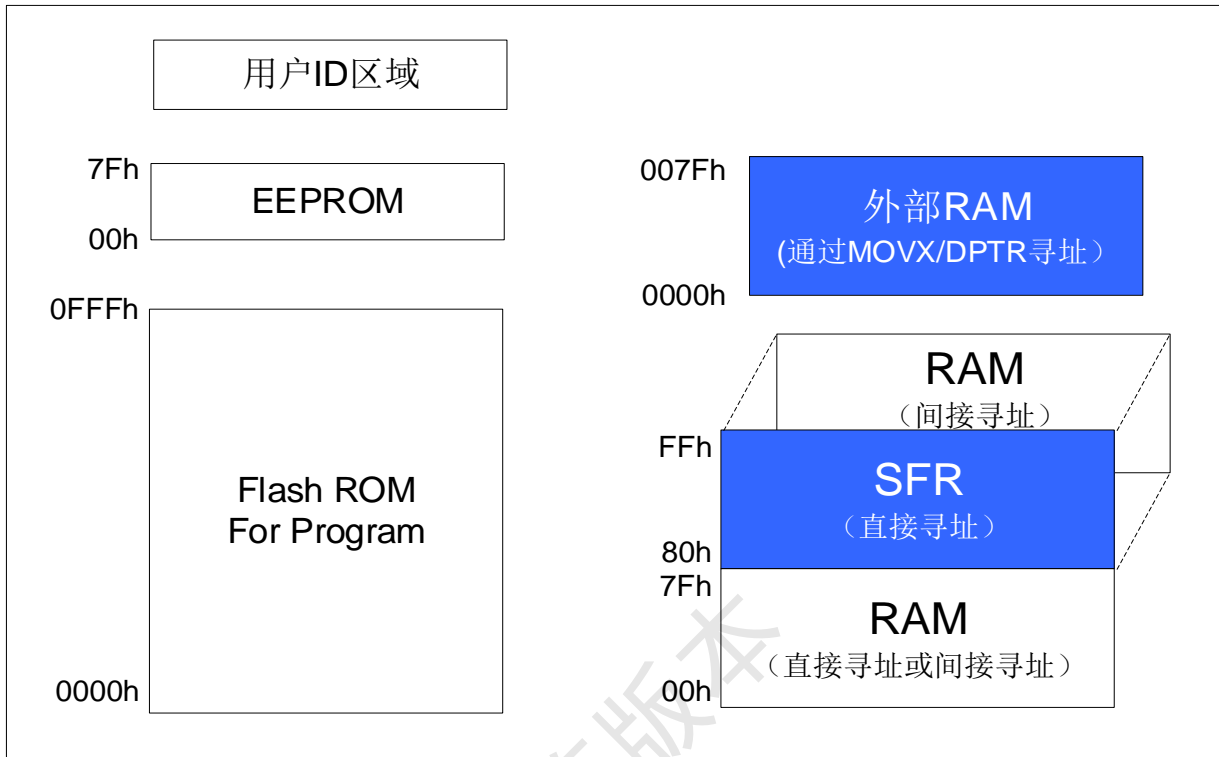 用户ID区域
7Fh
EEPROM
00h
0FFFh
Flash ROM
For Program
0000h
007Fh
外部RAM
(通过MOVX/DPTR寻址）
0000h
RAM
（间接寻址）
FFh
SFR
（直接寻址）
80h
7Fh
RAM
（直接寻址或间接寻址）
00h
版本